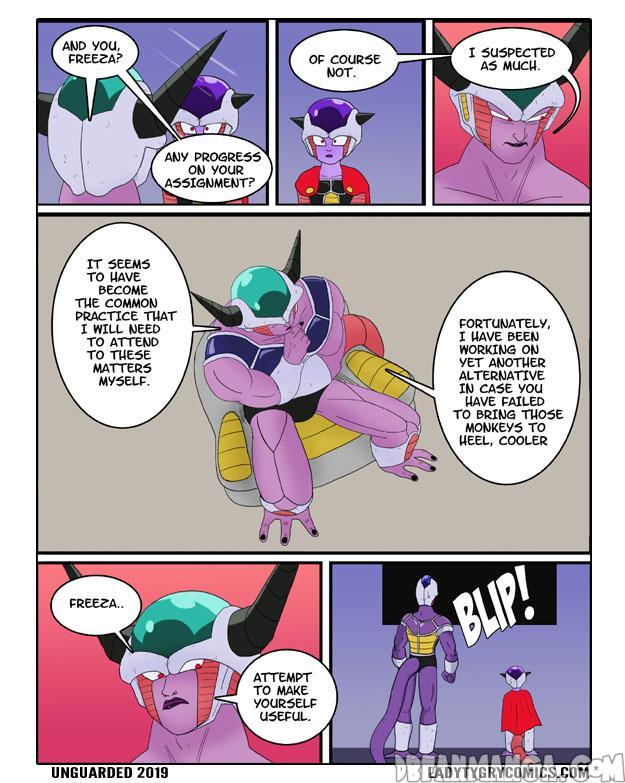 AND YOU,
FREEZA?
ANY PROGRESS
ON YOUR
ASSIGNMENT?
OF COURSE
NOT.
I SUSPECTED
AS MUCH.
IT SEEMS
TO HAVE
BECOME
THE COMMON
PRACTICE THAT
I WILL NEED
TO ATTEND
TO THESE
MATTERS
MYSELF.
FORTUNATELY,
I HAVE BEEN
WORKING ON
YET ANOTHER
ALTERNATIVE
IN CASE YOU
HAVE FAILED
TO BRING THOSE
MONKEYS TO
HEEL, COOLER
FREEZA..
ATTEMPT
TO MAKE
YOURSELF
USEFUL.
BLIP!
UNGUARDED 2019
LADYTYGRYCOMICS.COM
DBEANMANGA.COM